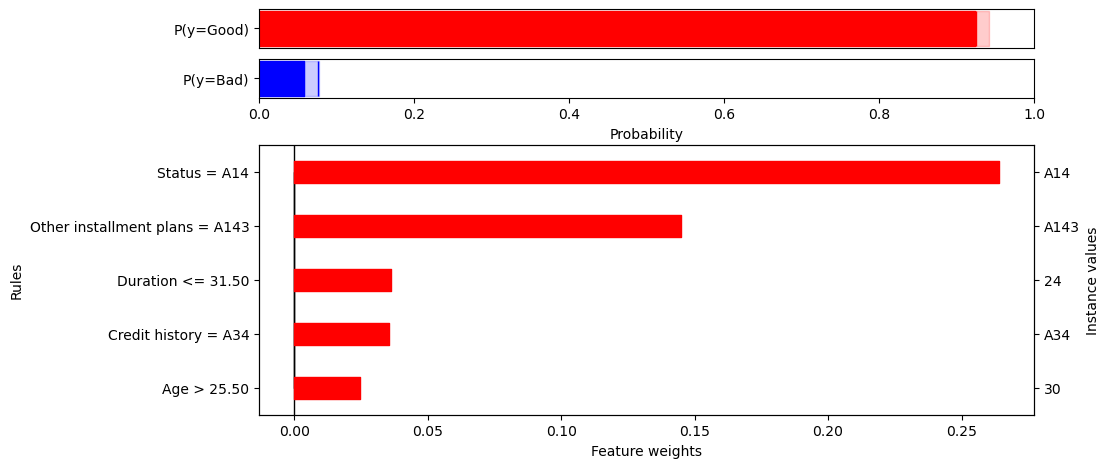 P(y=Good)
P(y=Bad)
0.0 0.2 0.4 0.6 0.8 1.0
Probability
Rules
Status = A14 A14
Other installment plans = A143 A143
Duration <= 31.50 24
Credit history = A34 A34
Age > 25.50 30
Instance values
0.00 0.05 0.10 0.15 0.20 0.25
Feature weights